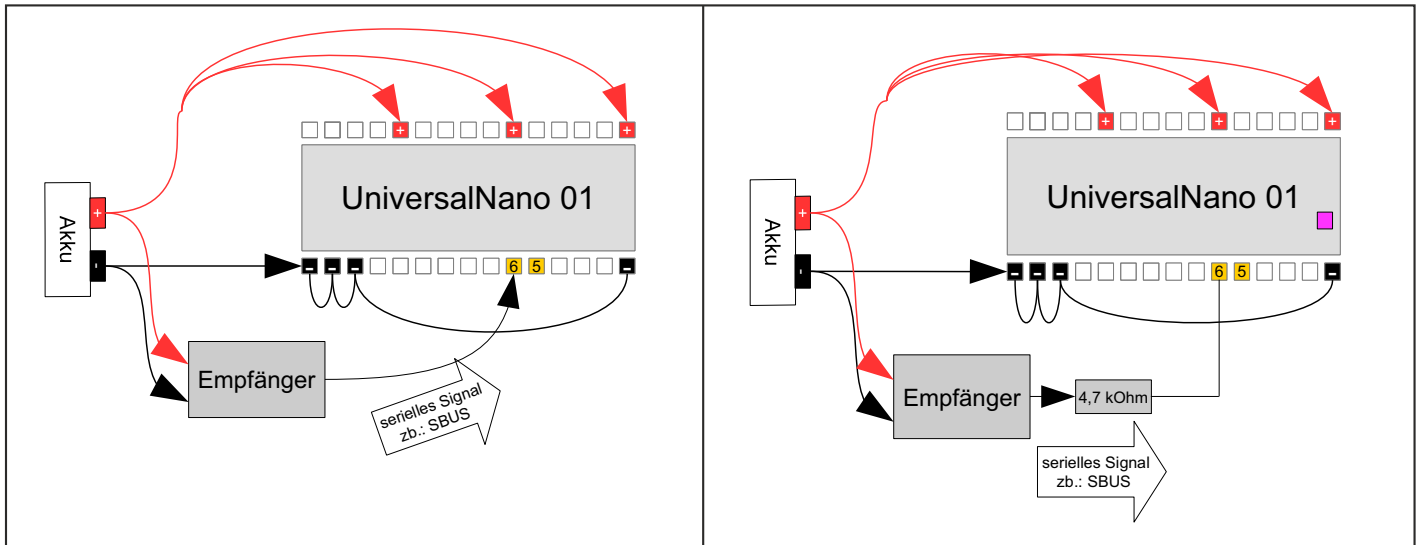 + + +
UniversalNano 01
Akku
+
-
- - - 6 5 -
Empfänger
serielles Signal
zb.: SBUS
+ + +
UniversalNano 01
Akku
+
-
- - - 6 5 -
Empfänger
4,7 kOhm
serielles Signal
zb.: SBUS